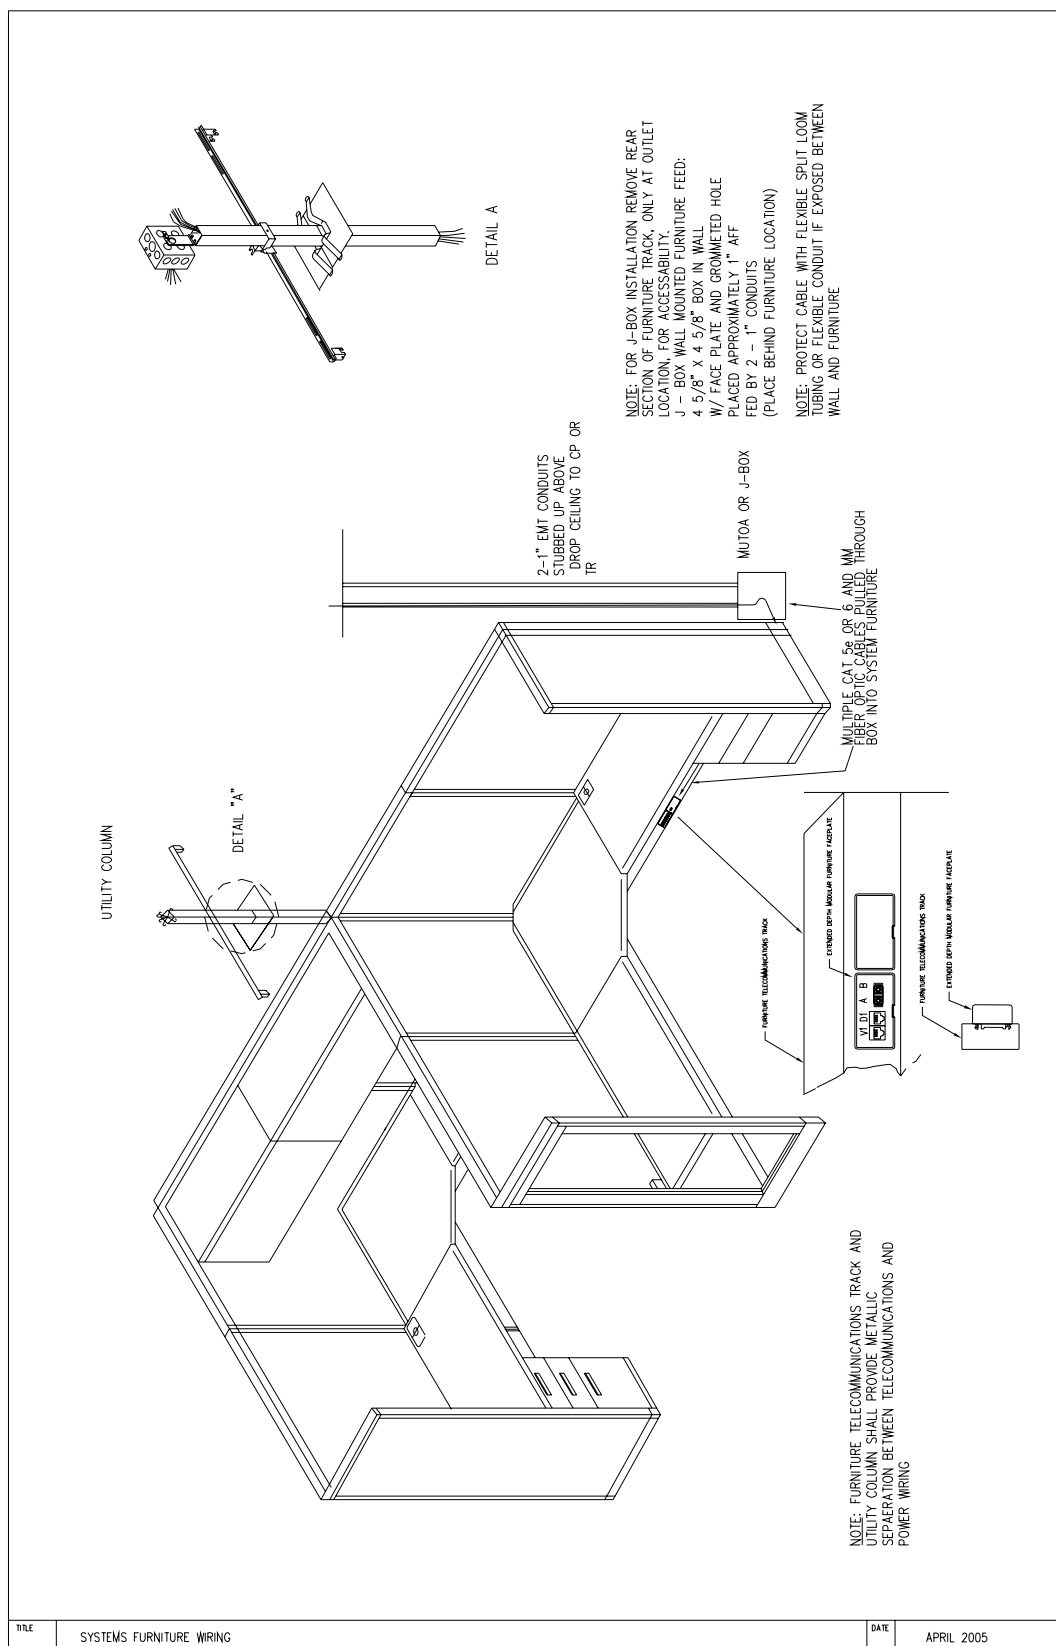 UTILITY COLUMN
DETAIL "A"
DETAIL A
2-1" EMT CONDUITS
STUBBED UP ABOVE
DROP CEILING TO CP OR
TR
MUTOA OR J-BOX
NOTE: FOR J-BOX INSTALLATION REMOVE REAR
SECTION OF FURNITURE TRACK, ONLY AT OUTLET
LOCATION, FOR ACCESSABILITY.
J - BOX WALL MOUNTED FURNITURE FEED:
4 5/8" X 4 5/8" BOX IN WALL
W/ FACE PLATE AND GROMMETED HOLE
PLACED APPROXIMATELY 1" AFF
FED BY 2 - 1" CONDUITS
(PLACE BEHIND FURNITURE LOCATION)
NOTE: PROTECT CABLE WITH FLEXIBLE SPLIT LOOM
TUBING OR FLEXIBLE CONDUIT IF EXPOSED BETWEEN
WALL AND FURNITURE
MULTIPLE CAT 5e OR 6 AND MM
FIBER OPTIC CABLES PULLED THROUGH
BOX INTO SYSTEM FURNITURE
FURNITURE TELECOMMUNICATIONS TRACK
EXTENDED DEPTH MODULAR FURNITURE FACEPLATE
V1 D1 A B
FURNITURE TELECOMMUNICATIONS TRACK
EXTENDED DEPTH MODULAR FURNITURE FACEPLATE
NOTE: FURNITURE TELECOMMUNICATIONS TRACK AND
UTILITY COLUMN SHALL PROVIDE METALLIC
SEPAERATION BETWEEN TELECOMMUNICATIONS AND
POWER WIRING
TITLE
SYSTEMS FURNITURE WIRING
DATE
APRIL 2005